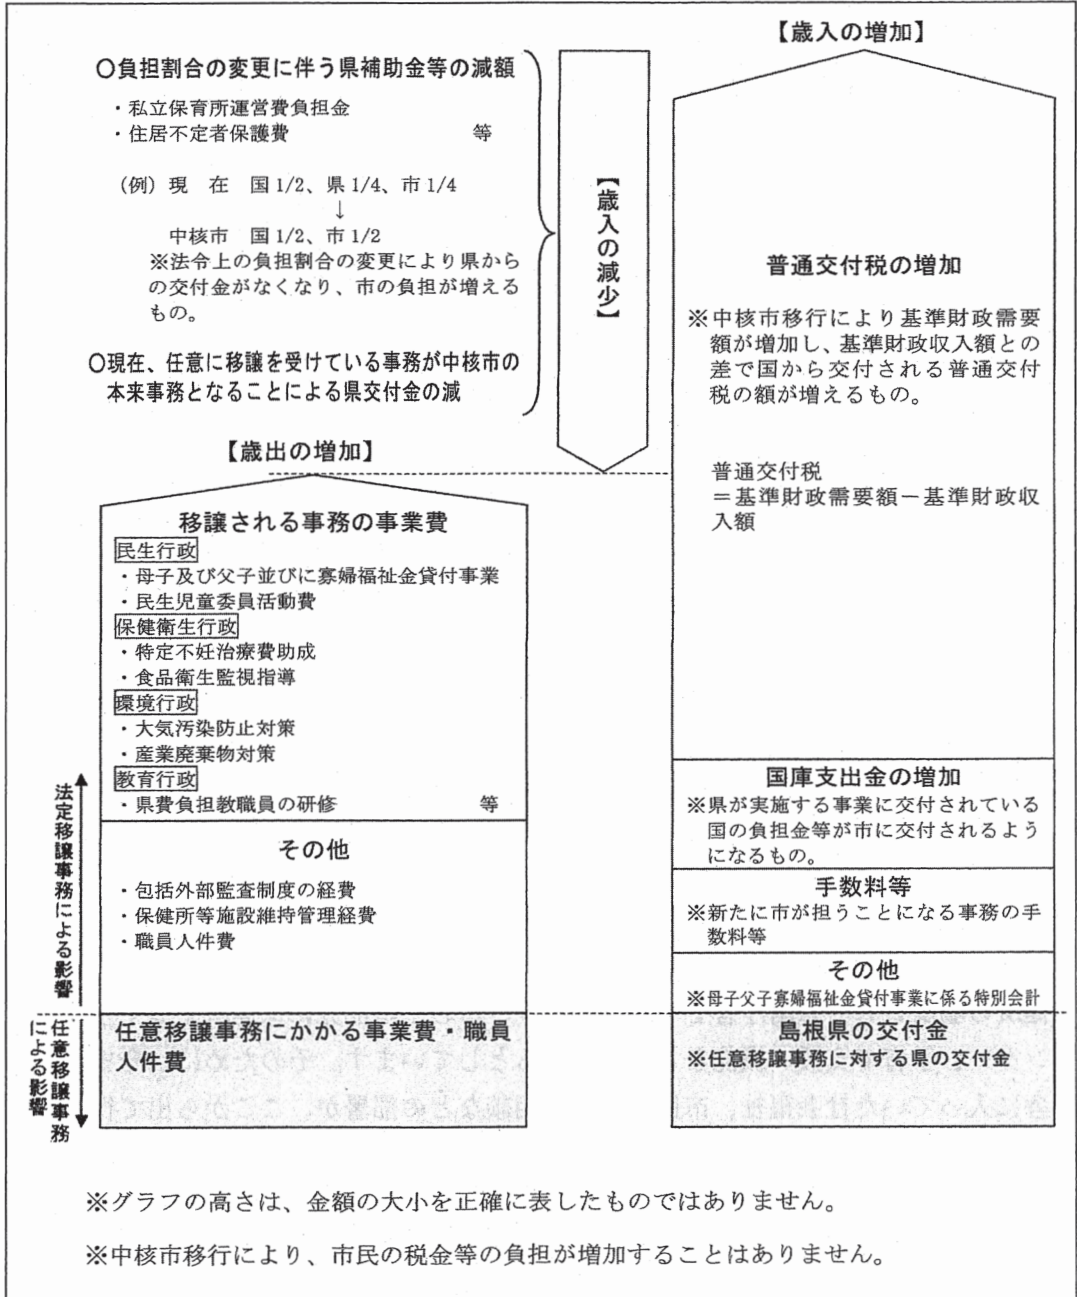 【歳入の増加】
〇負担割合の変更に伴う県補助金等の減額
・私立保育所運営費負担金
・住居不定者保護費 等
（例）現 在 国 1/2、県 1/4、市 1/4
↓
中核市 国 1/2、市 1/2
※法令上の負担割合の変更により県から
の交付金がなくなり、市の負担が増える
もの。
〇現在、任意に移譲を受けている事務が中核市の
本来事務となることによる県交付金の減
【歳入の減少】
普通交付税の増加
※中核市移行により基準財政需要
額が増加し、基準財政収入額との
差で国から交付される普通交付
税の額が増えるもの。
普通交付税
＝基準財政需要額－基準財政収
入額
【歳出の増加】
移譲される事務の事業費
民生行政
・母子及び父子並びに寡婦福祉金貸付事業
・民生児童委員活動費
保健衛生行政
・特定不妊治療費助成
・食品衛生監視指導
環境行政
・大気汚染防止対策
・産業廃棄物対策
教育行政
・県費負担教職員の研修 等
その他
・包括外部監査制度の経費
・保健所等施設維持管理経費
・職員人件費
法定移譲事務による影響
国庫支出金の増加
※県が実施する事業に交付されている
国の負担金等が市に交付されるよう
になるもの。
手数料等
※新たに市が担うことになる事務の手
数料等
その他
※母子父子寡婦福祉金貸付事業に係る特別会計
任意移譲事務
による影響
任意移譲事務にかかる事業費・職員
人件費
島根県の交付金
※任意移譲事務に対する県の交付金
※グラフの高さは、金額の大小を正確に表したものではありません。
※中核市移行により、市民の税金等の負担が増加することはありません。